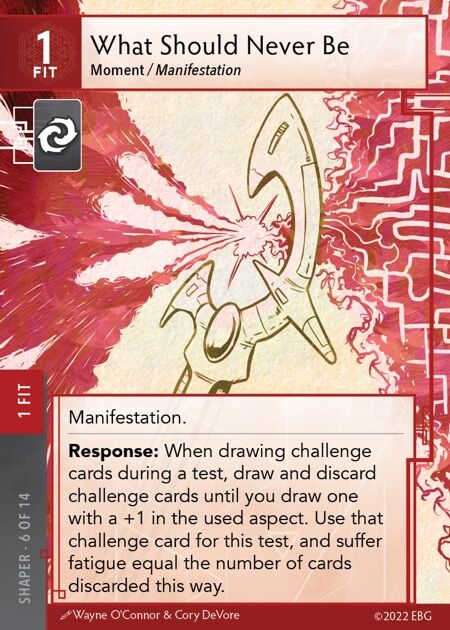 1
FIT
What Should Never Be
Moment / Manifestation
1 FIT
SHAPER - 6 OF 14
Manifestation.
Response: When drawing challenge
cards during a test, draw and discard
challenge cards until you draw one
with a +1 in the used aspect. Use that
challenge card for this test, and suffer
fatigue equal the number of cards
discarded this way.
Wayne O'Connor & Cory DeVore
©2022 EBG